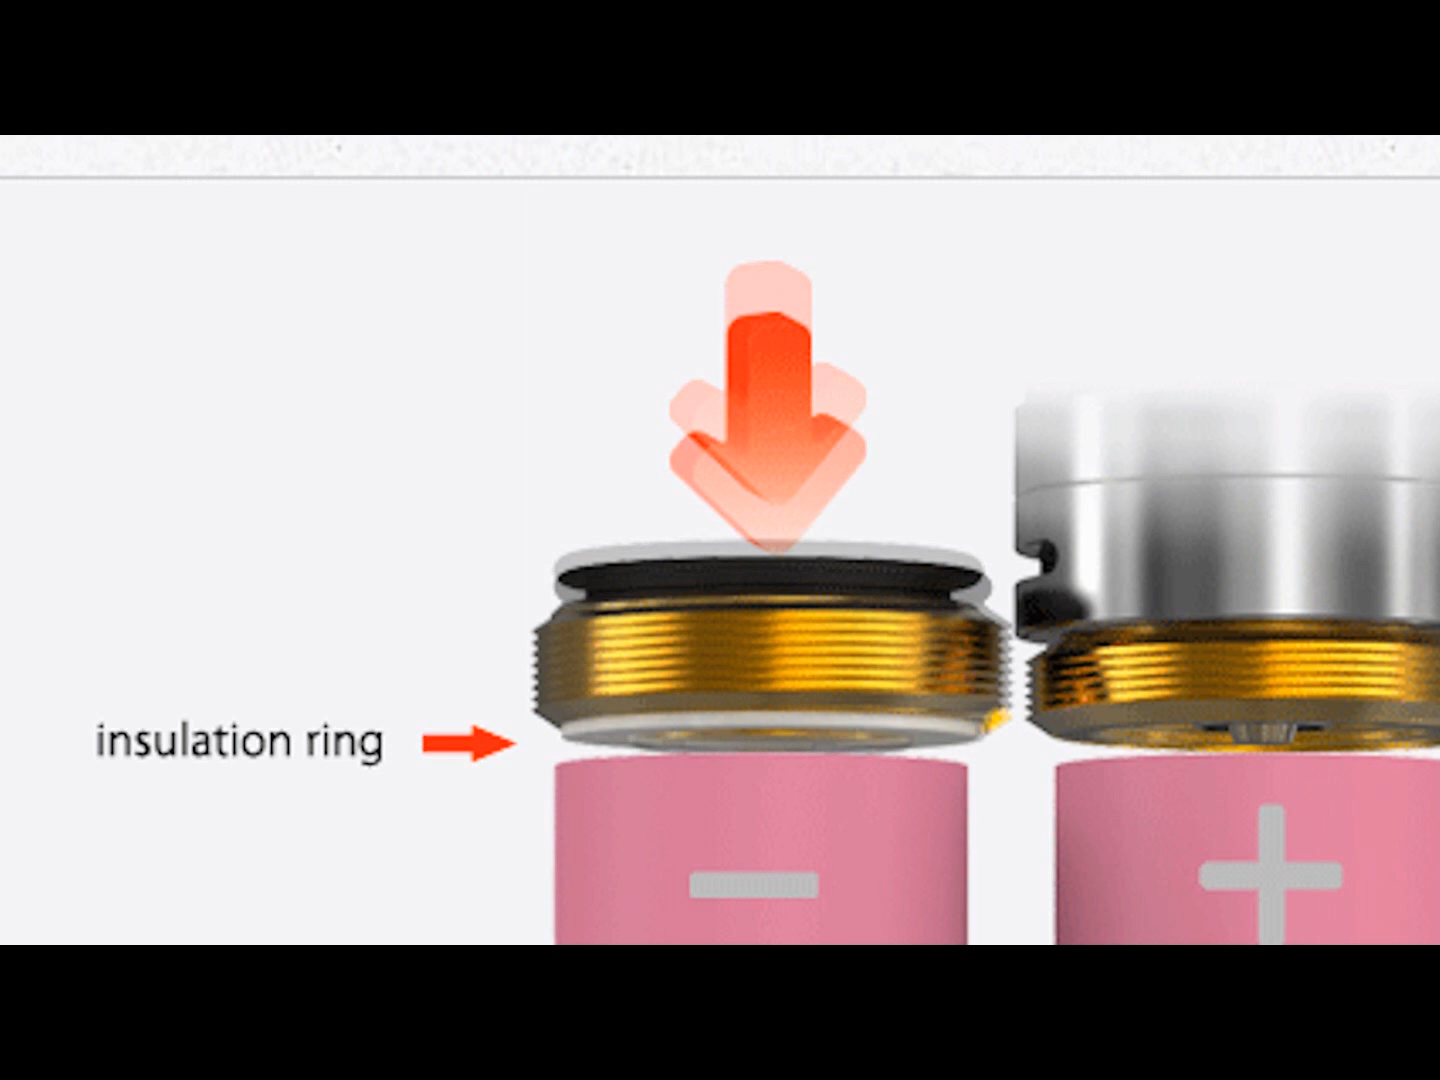 insulation ring
− +